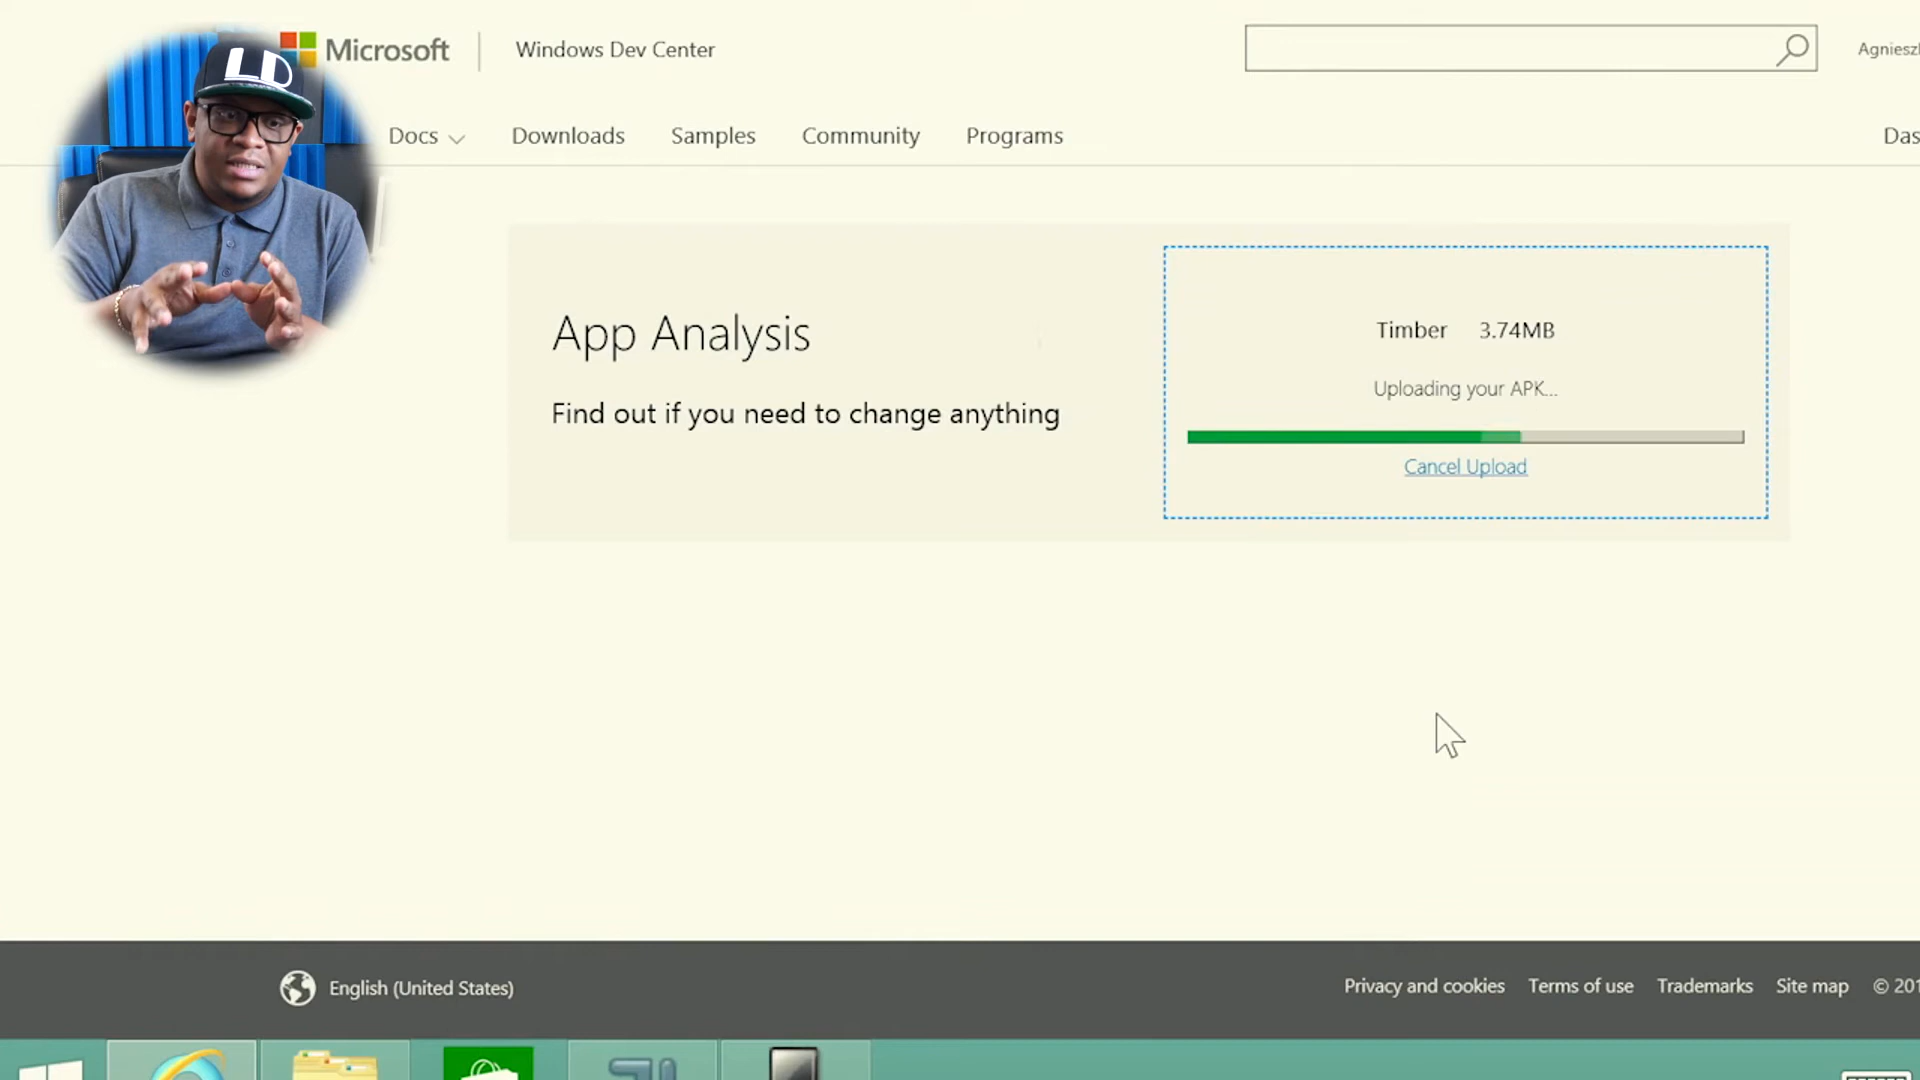 LD
Microsoft
Windows Dev Center
Docs
Downloads
Samples
Community
Programs
App Analysis
Find out if you need to change anything
Timber 3.74MB
Uploading your APK...
Cancel Upload
English (United States)
Privacy and cookies
Terms of use
Trademarks
Site map